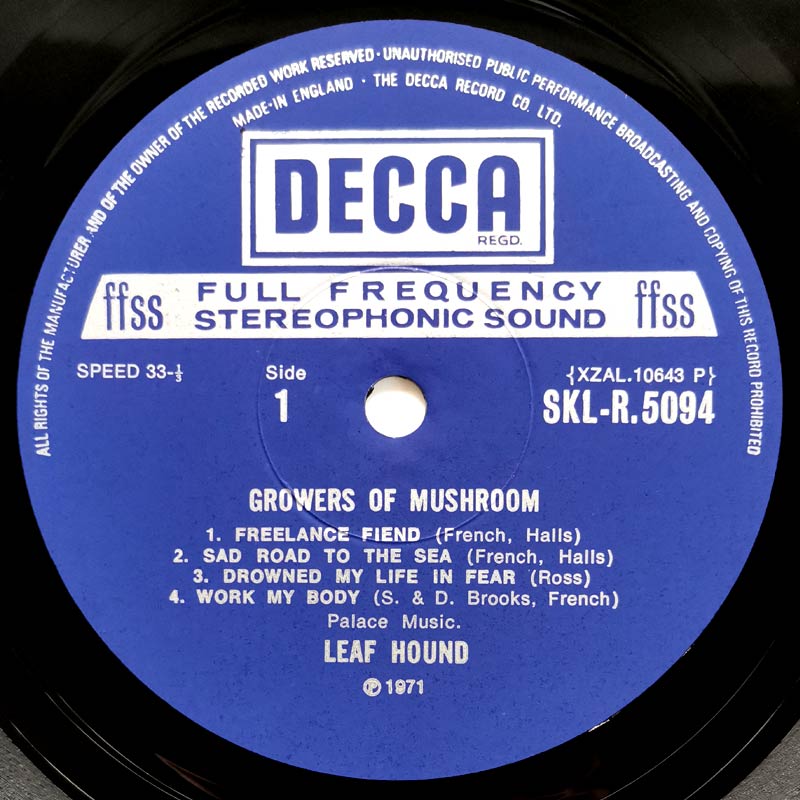 ALL RIGHTS OF THE MANUFACTURER AND OF THE OWNER OF THE RECORDED WORK RESERVED · UNAUTHORISED PUBLIC PERFORMANCE BROADCASTING AND COPYING OF THIS RECORD PROHIBITED
MADE IN ENGLAND · THE DECCA RECORD CO. LTD.
DECCA
REGD.
ffss FULL FREQUENCY ffss
STEREOPHONIC SOUND
SPEED 33-⅓ Side {XZAL.10643 P}
1 SKL-R.5094
GROWERS OF MUSHROOM
1. FREELANCE FIEND (French, Halls)
2. SAD ROAD TO THE SEA (French, Halls)
3. DROWNED MY LIFE IN FEAR (Ross)
4. WORK MY BODY (S. & D. Brooks, French)
Palace Music.
LEAF HOUND
℗ 1971